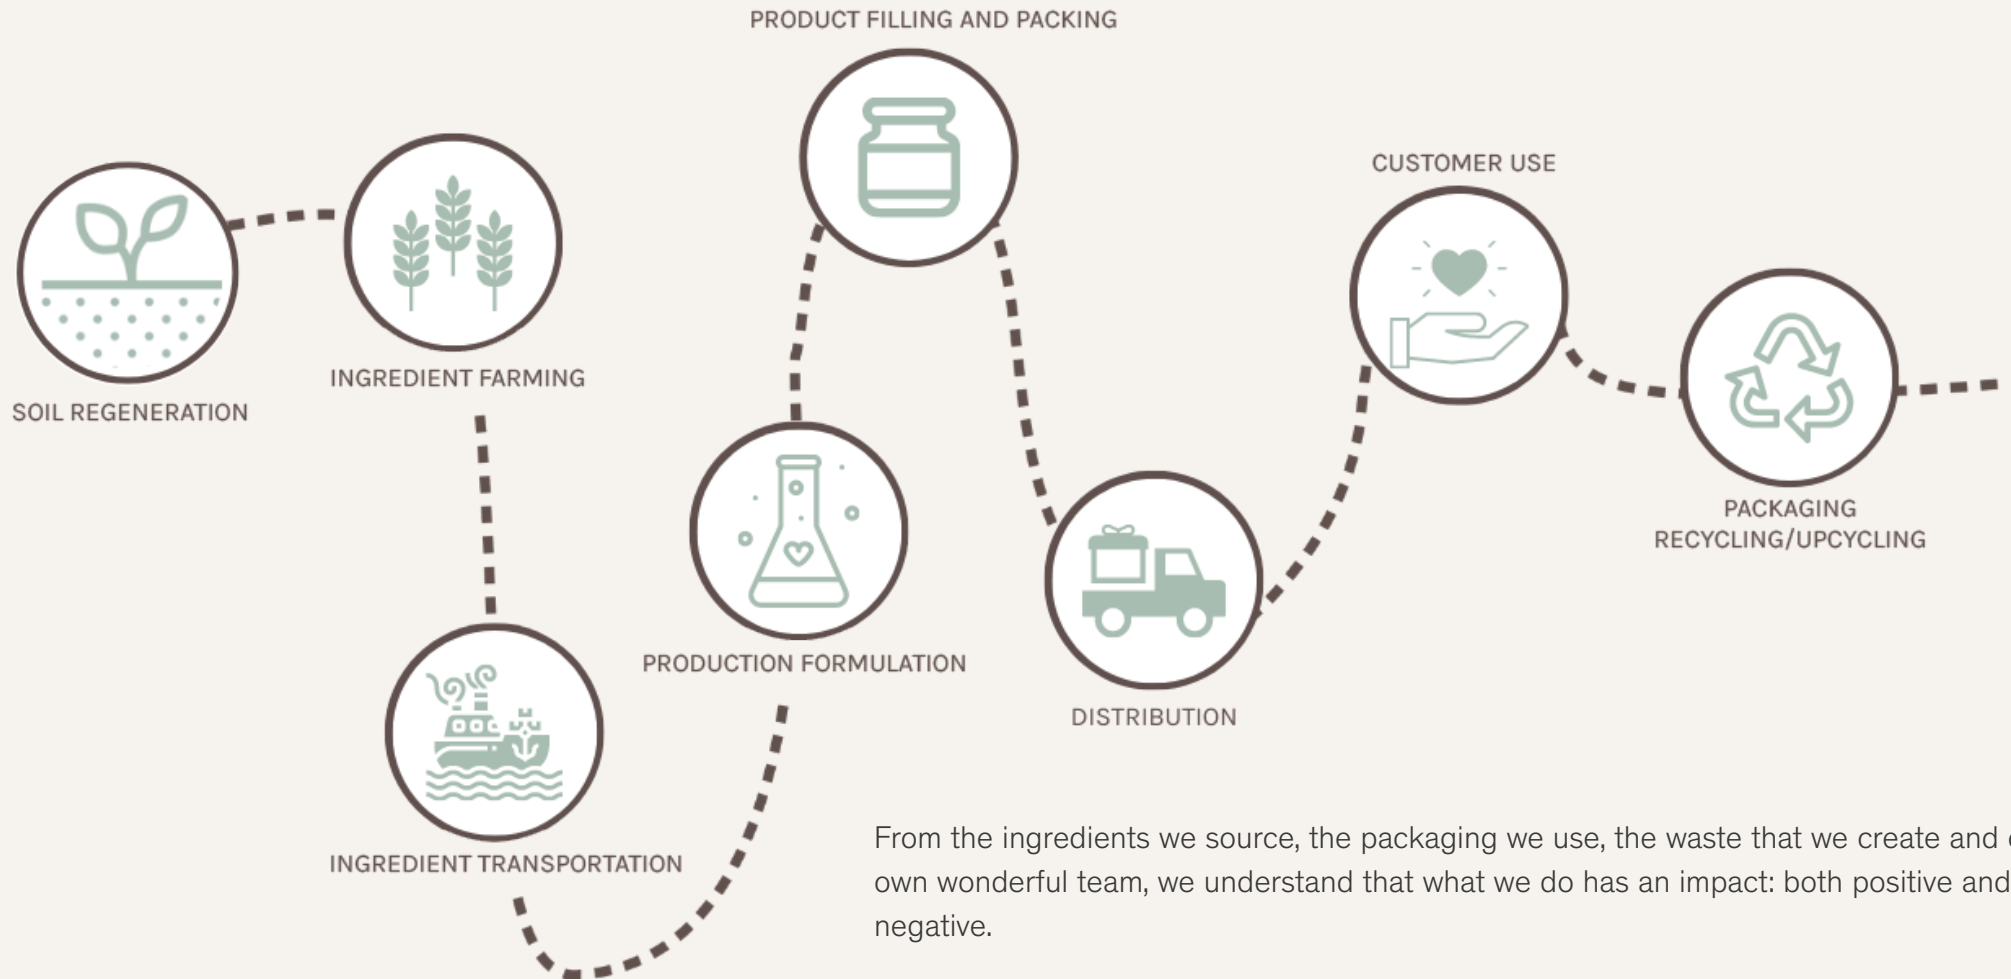 PRODUCT FILLING AND PACKING
CUSTOMER USE
INGREDIENT FARMING
SOIL REGENERATION
PACKAGING
RECYCLING/UPCYCLING
PRODUCTION FORMULATION
DISTRIBUTION
INGREDIENT TRANSPORTATION
From the ingredients we source, the packaging we use, the waste that we create and
own wonderful team, we understand that what we do has an impact: both positive and
negative.